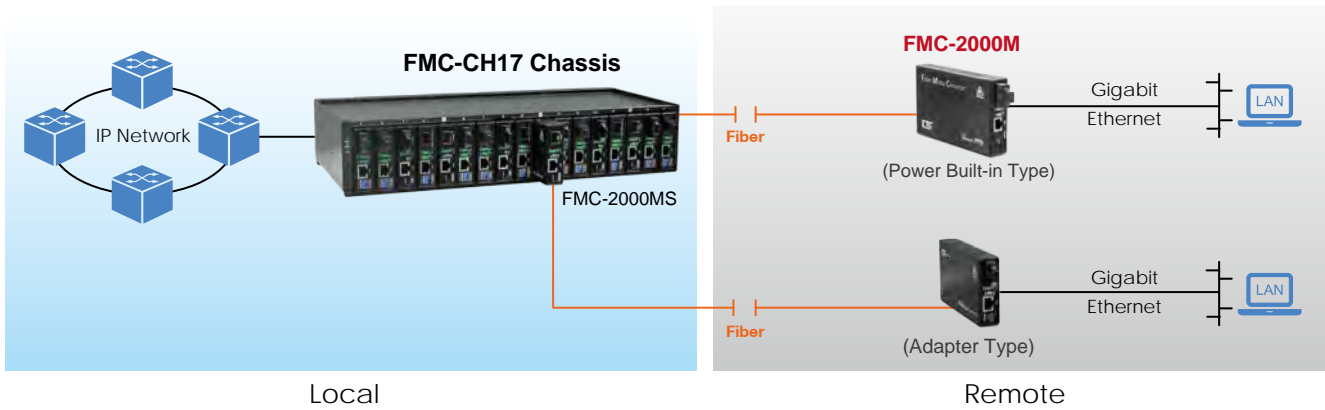 FMC-CH17 Chassis
IP Network
FMC-2000MS
Fiber
Fiber
FMC-2000M
Gigabit
Ethernet
LAN
(Power Built-in Type)
Gigabit
Ethernet
LAN
(Adapter Type)
Local
Remote